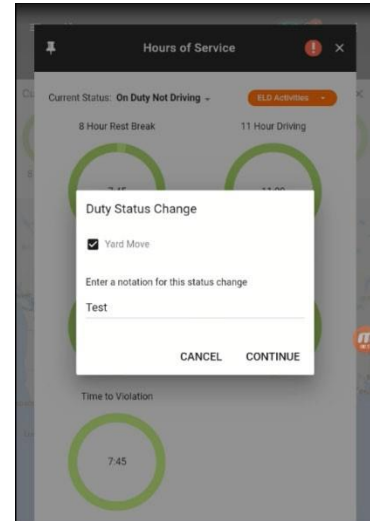 Hours of Service
Current Status: On Duty Not Driving
ELD Activities
8 Hour Rest Break
11 Hour Driving
7:45
11:00
Duty Status Change
Yard Move
Enter a notation for this status change
Test
CANCEL
CONTINUE
Time to Violation
7:45